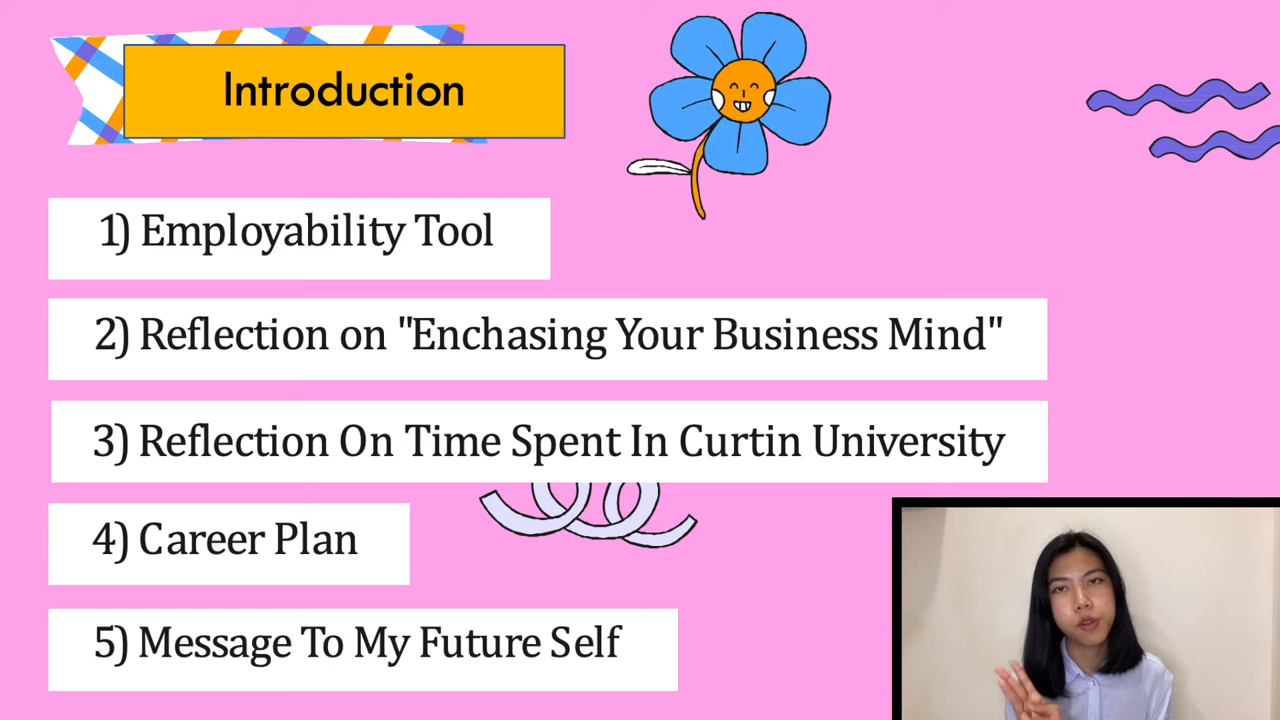 Introduction
1) Employability Tool
2) Reflection on "Enchasing Your Business Mind"
3) Reflection On Time Spent In Curtin University
4) Career Plan
5) Message To My Future Self